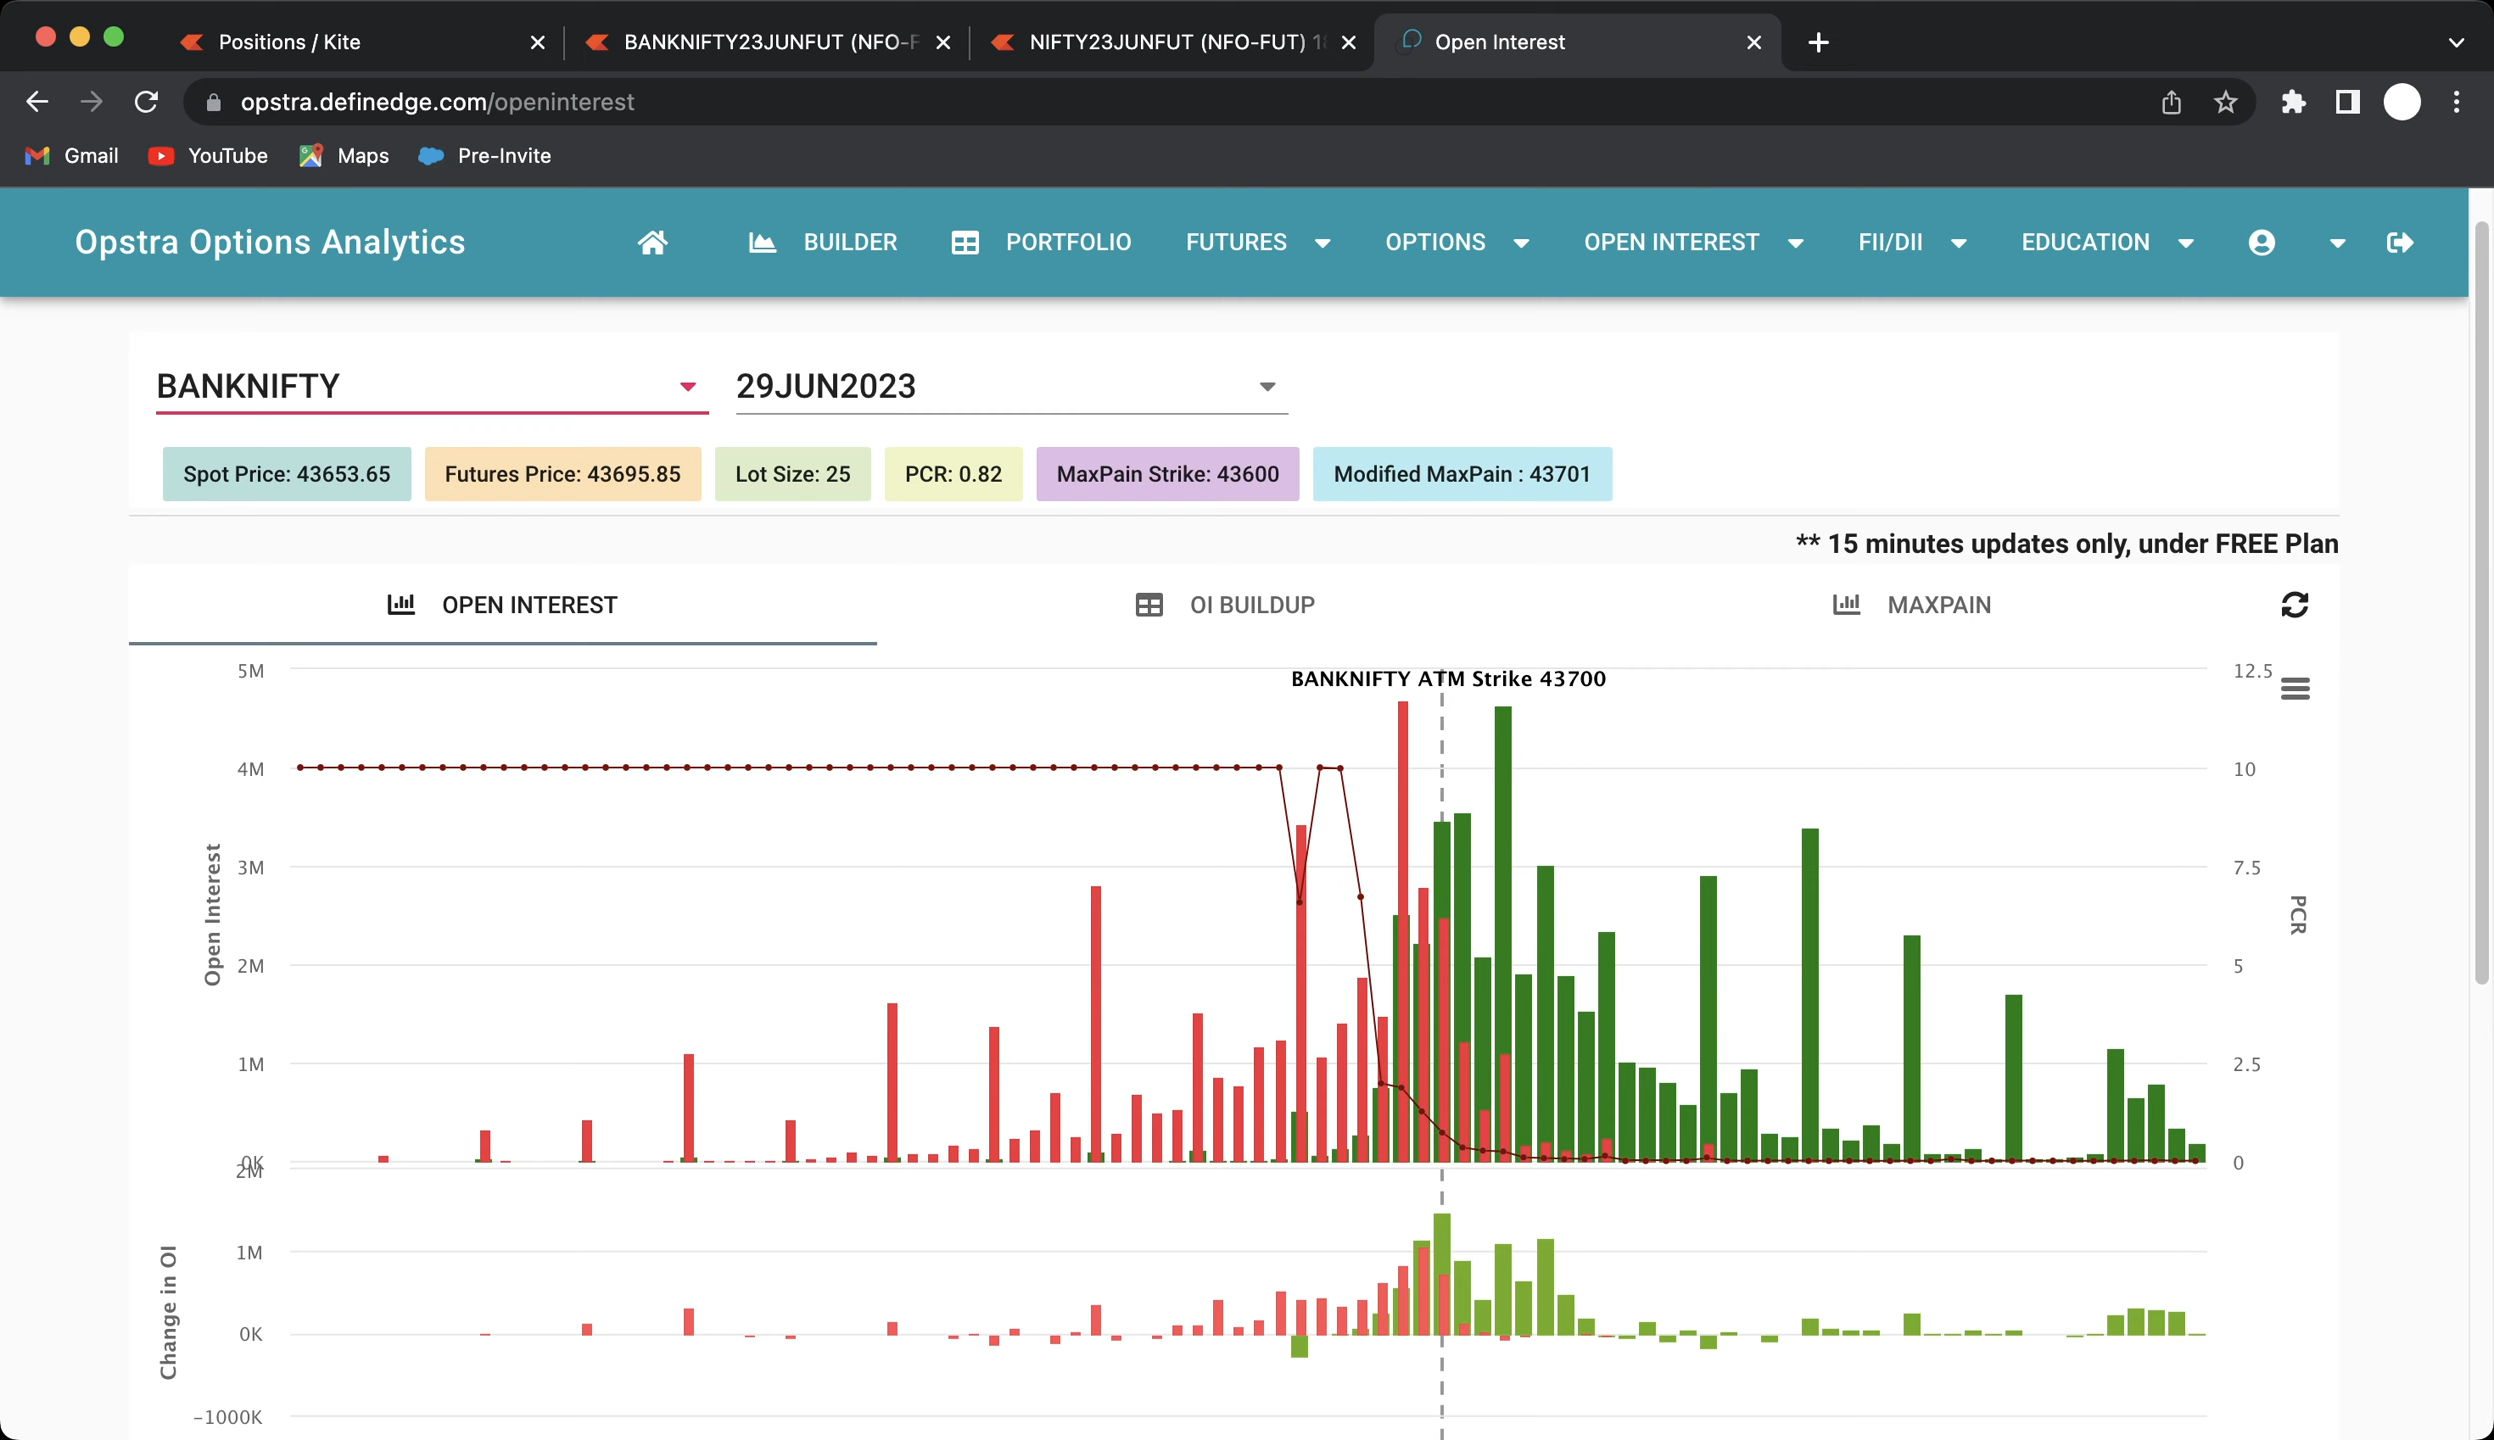 Positions / Kite
BANKNIFTY23JUNFUT (NFO-F
NIFTY23JUNFUT (NFO-FUT) 18
Open Interest
opstra.definedge.com/openinterest
Gmail
YouTube
Maps
Pre-Invite
Opstra Options Analytics
BUILDER
PORTFOLIO
FUTURES
OPTIONS
OPEN INTEREST
FII/DII
EDUCATION
BANKNIFTY
29JUN2023
Spot Price: 43653.65
Futures Price: 43695.85
Lot Size: 25
PCR: 0.82
MaxPain Strike: 43600
Modified MaxPain : 43701
** 15 minutes updates only, under FREE Plan
OPEN INTEREST
OI BUILDUP
MAXPAIN
BANKNIFTY ATM Strike 43700
5M
4M
3M
2M
1M
0K
Open Interest
12.5
10
7.5
5
2.5
0
PCR
2M
1M
0K
-1000K
Change in OI